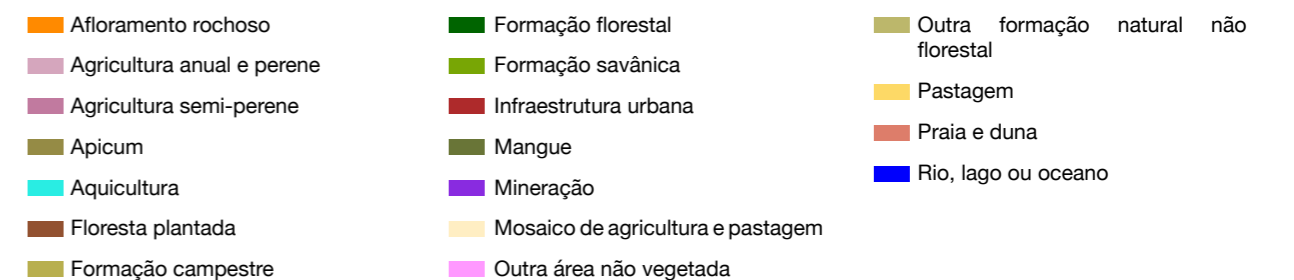 Afloramento rochoso
Agricultura anual e perene
Agricultura semi-perene
Apicum
Aquicultura
Floresta plantada
Formação campestre
Formação florestal
Formação savânica
Infraestrutura urbana
Mangue
Mineração
Mosaico de agricultura e pastagem
Outra área não vegetada
Outra formação natural não
florestal
Pastagem
Praia e duna
Rio, lago ou oceano